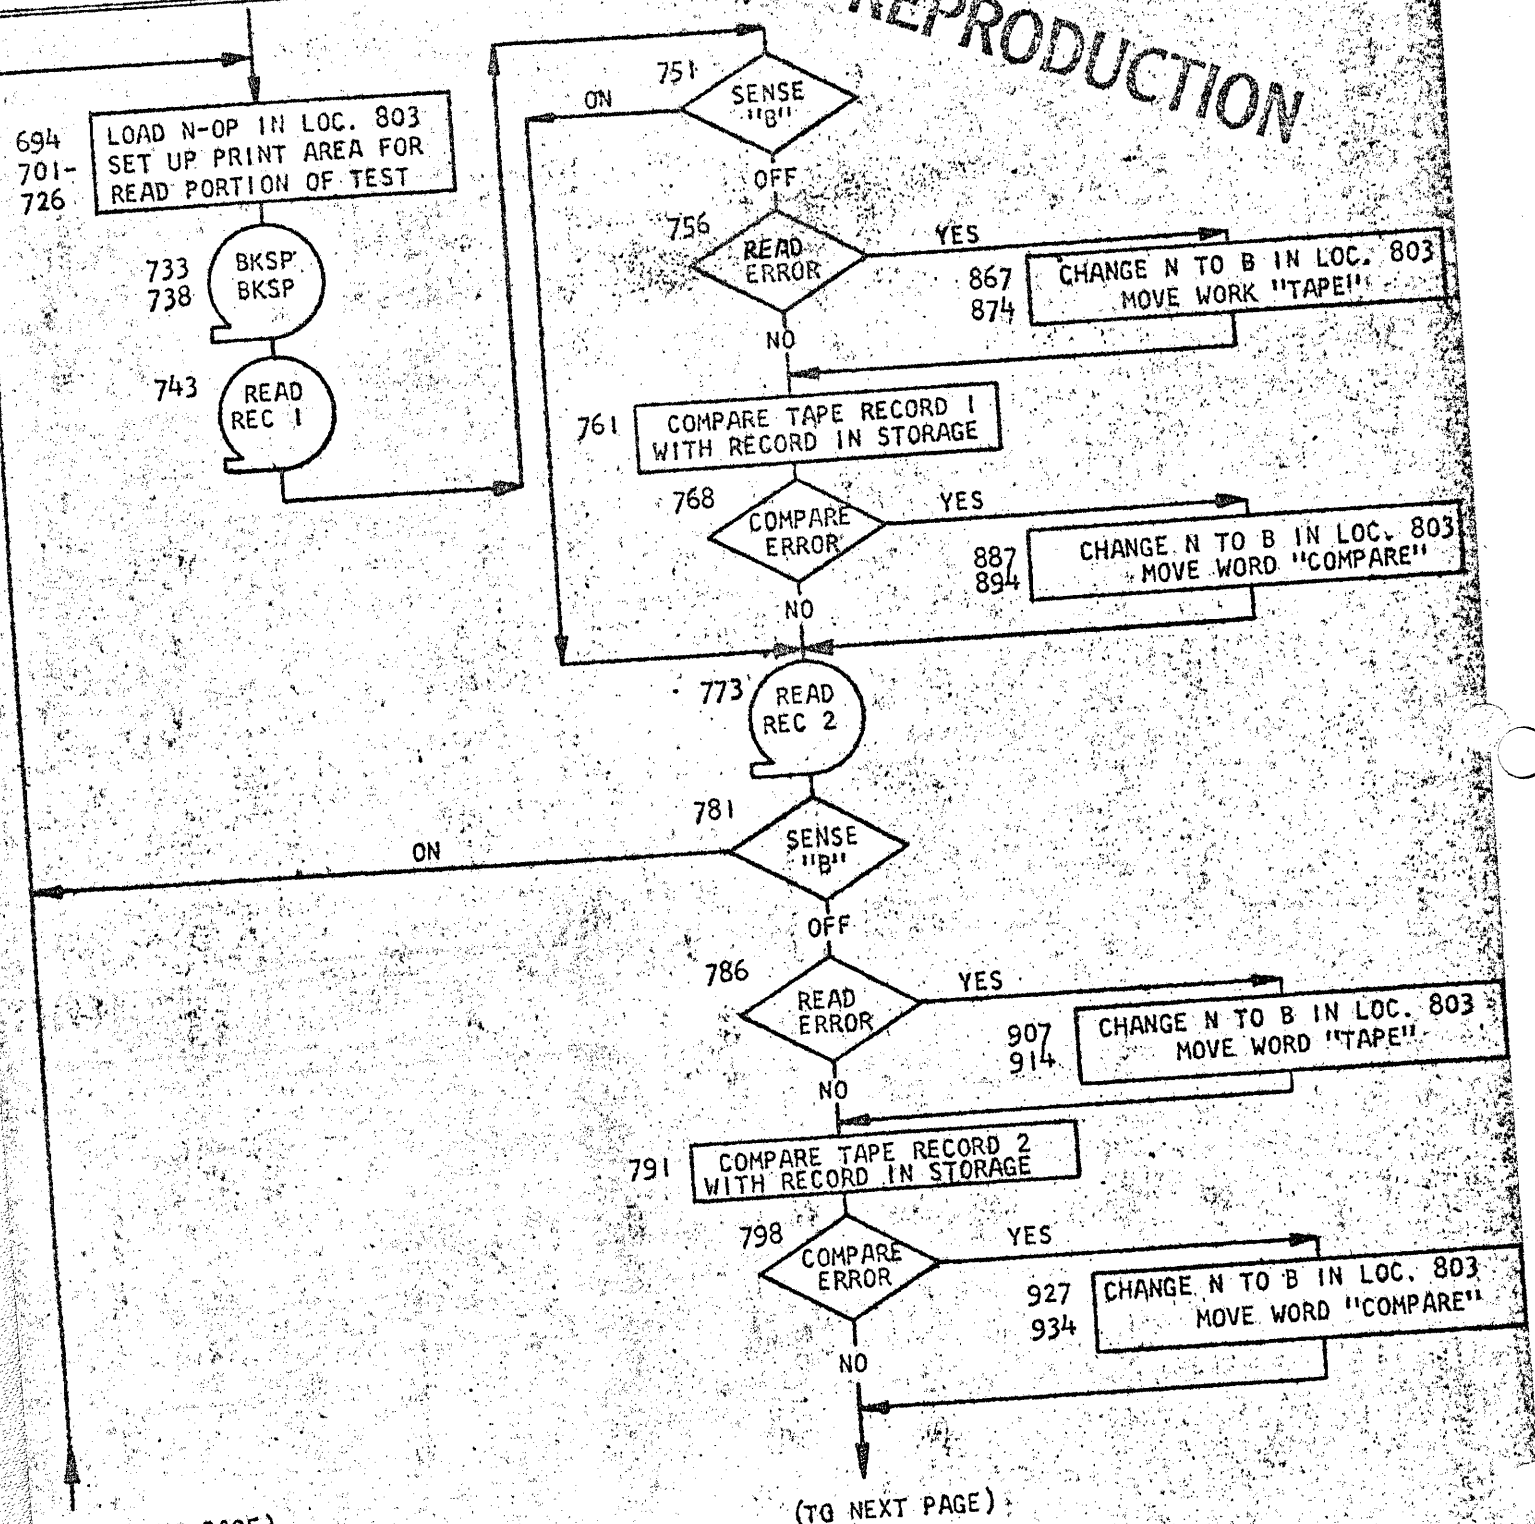 REPRODUCTION
694
701-
726
LOAD N-OP IN LOC. 803
SET UP PRINT AREA FOR
READ PORTION OF TEST
733
738
BKSP
BKSP
743
READ
REC 1
751
SENSE
"B"
ON
OFF
756
READ
ERROR
YES
867
874
CHANGE N TO B IN LOC. 803
MOVE WORK "TAPE"
NO
761
COMPARE TAPE RECORD 1
WITH RECORD IN STORAGE
768
COMPARE
ERROR
YES
887
894
CHANGE N TO B IN LOC. 803
MOVE WORD "COMPARE"
NO
773
READ
REC 2
781
SENSE
"B"
ON
OFF
786
READ
ERROR
YES
907
914
CHANGE N TO B IN LOC. 803
MOVE WORD "TAPE"
NO
791
COMPARE TAPE RECORD 2
WITH RECORD IN STORAGE
798
COMPARE
ERROR
YES
927
934
CHANGE N TO B IN LOC. 803
MOVE WORD "COMPARE"
NO
(TO NEXT PAGE)